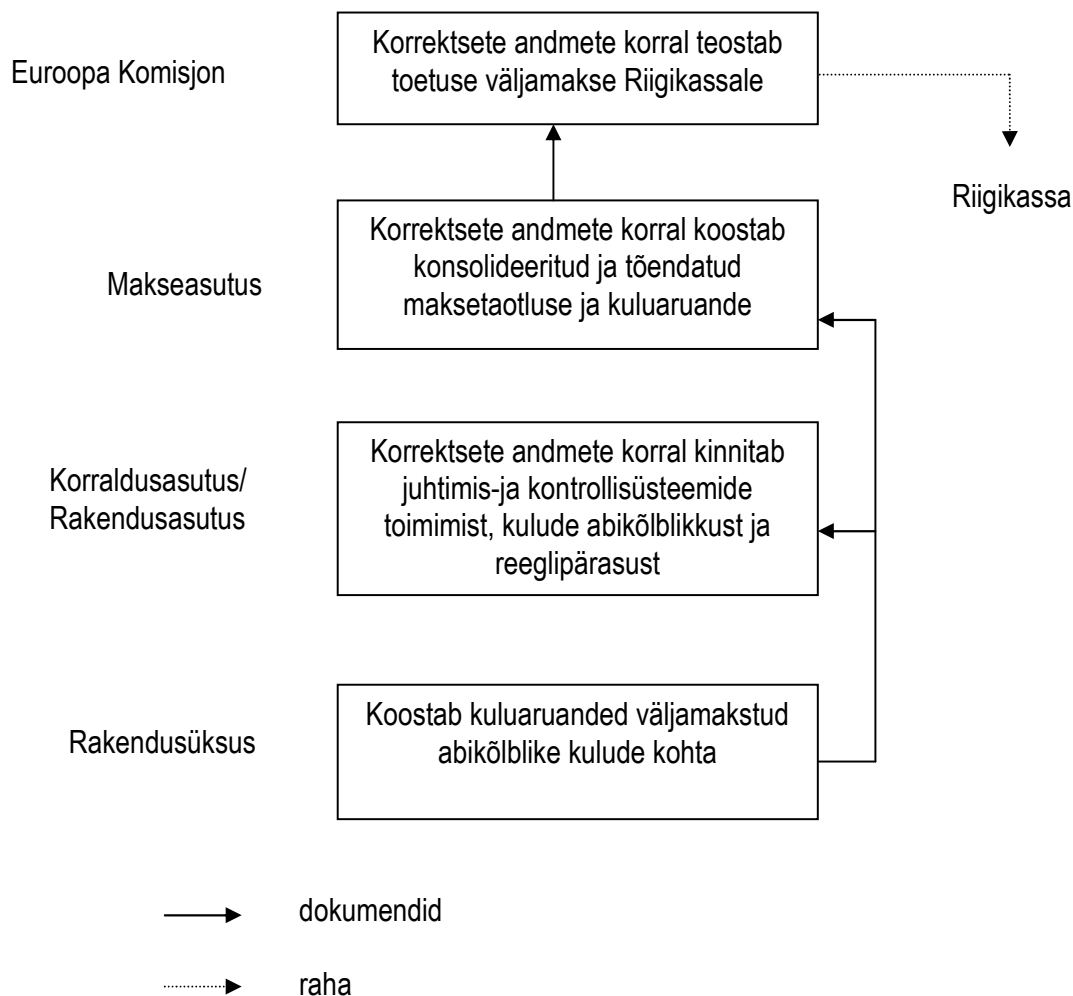 Euroopa Komisjon
Korrektsete andmete korral teostab
toetuse väljamakse Riigikassale
Riigikassa
Makseasutus
Korrektsete andmete korral koostab
konsolideeritud ja tõendatud
maksetaotluse ja kuluaruande
Korraldusasutus/
Rakendusasutus
Korrektsete andmete korral kinnitab
juhtimis-ja kontrollisüsteemide
toimimist, kulude abikõlblikkust ja
reeglipärasust
Rakendusüksus
Koostab kuluaruanded väljamakstud
abikõlblike kulude kohta
dokumendid
raha